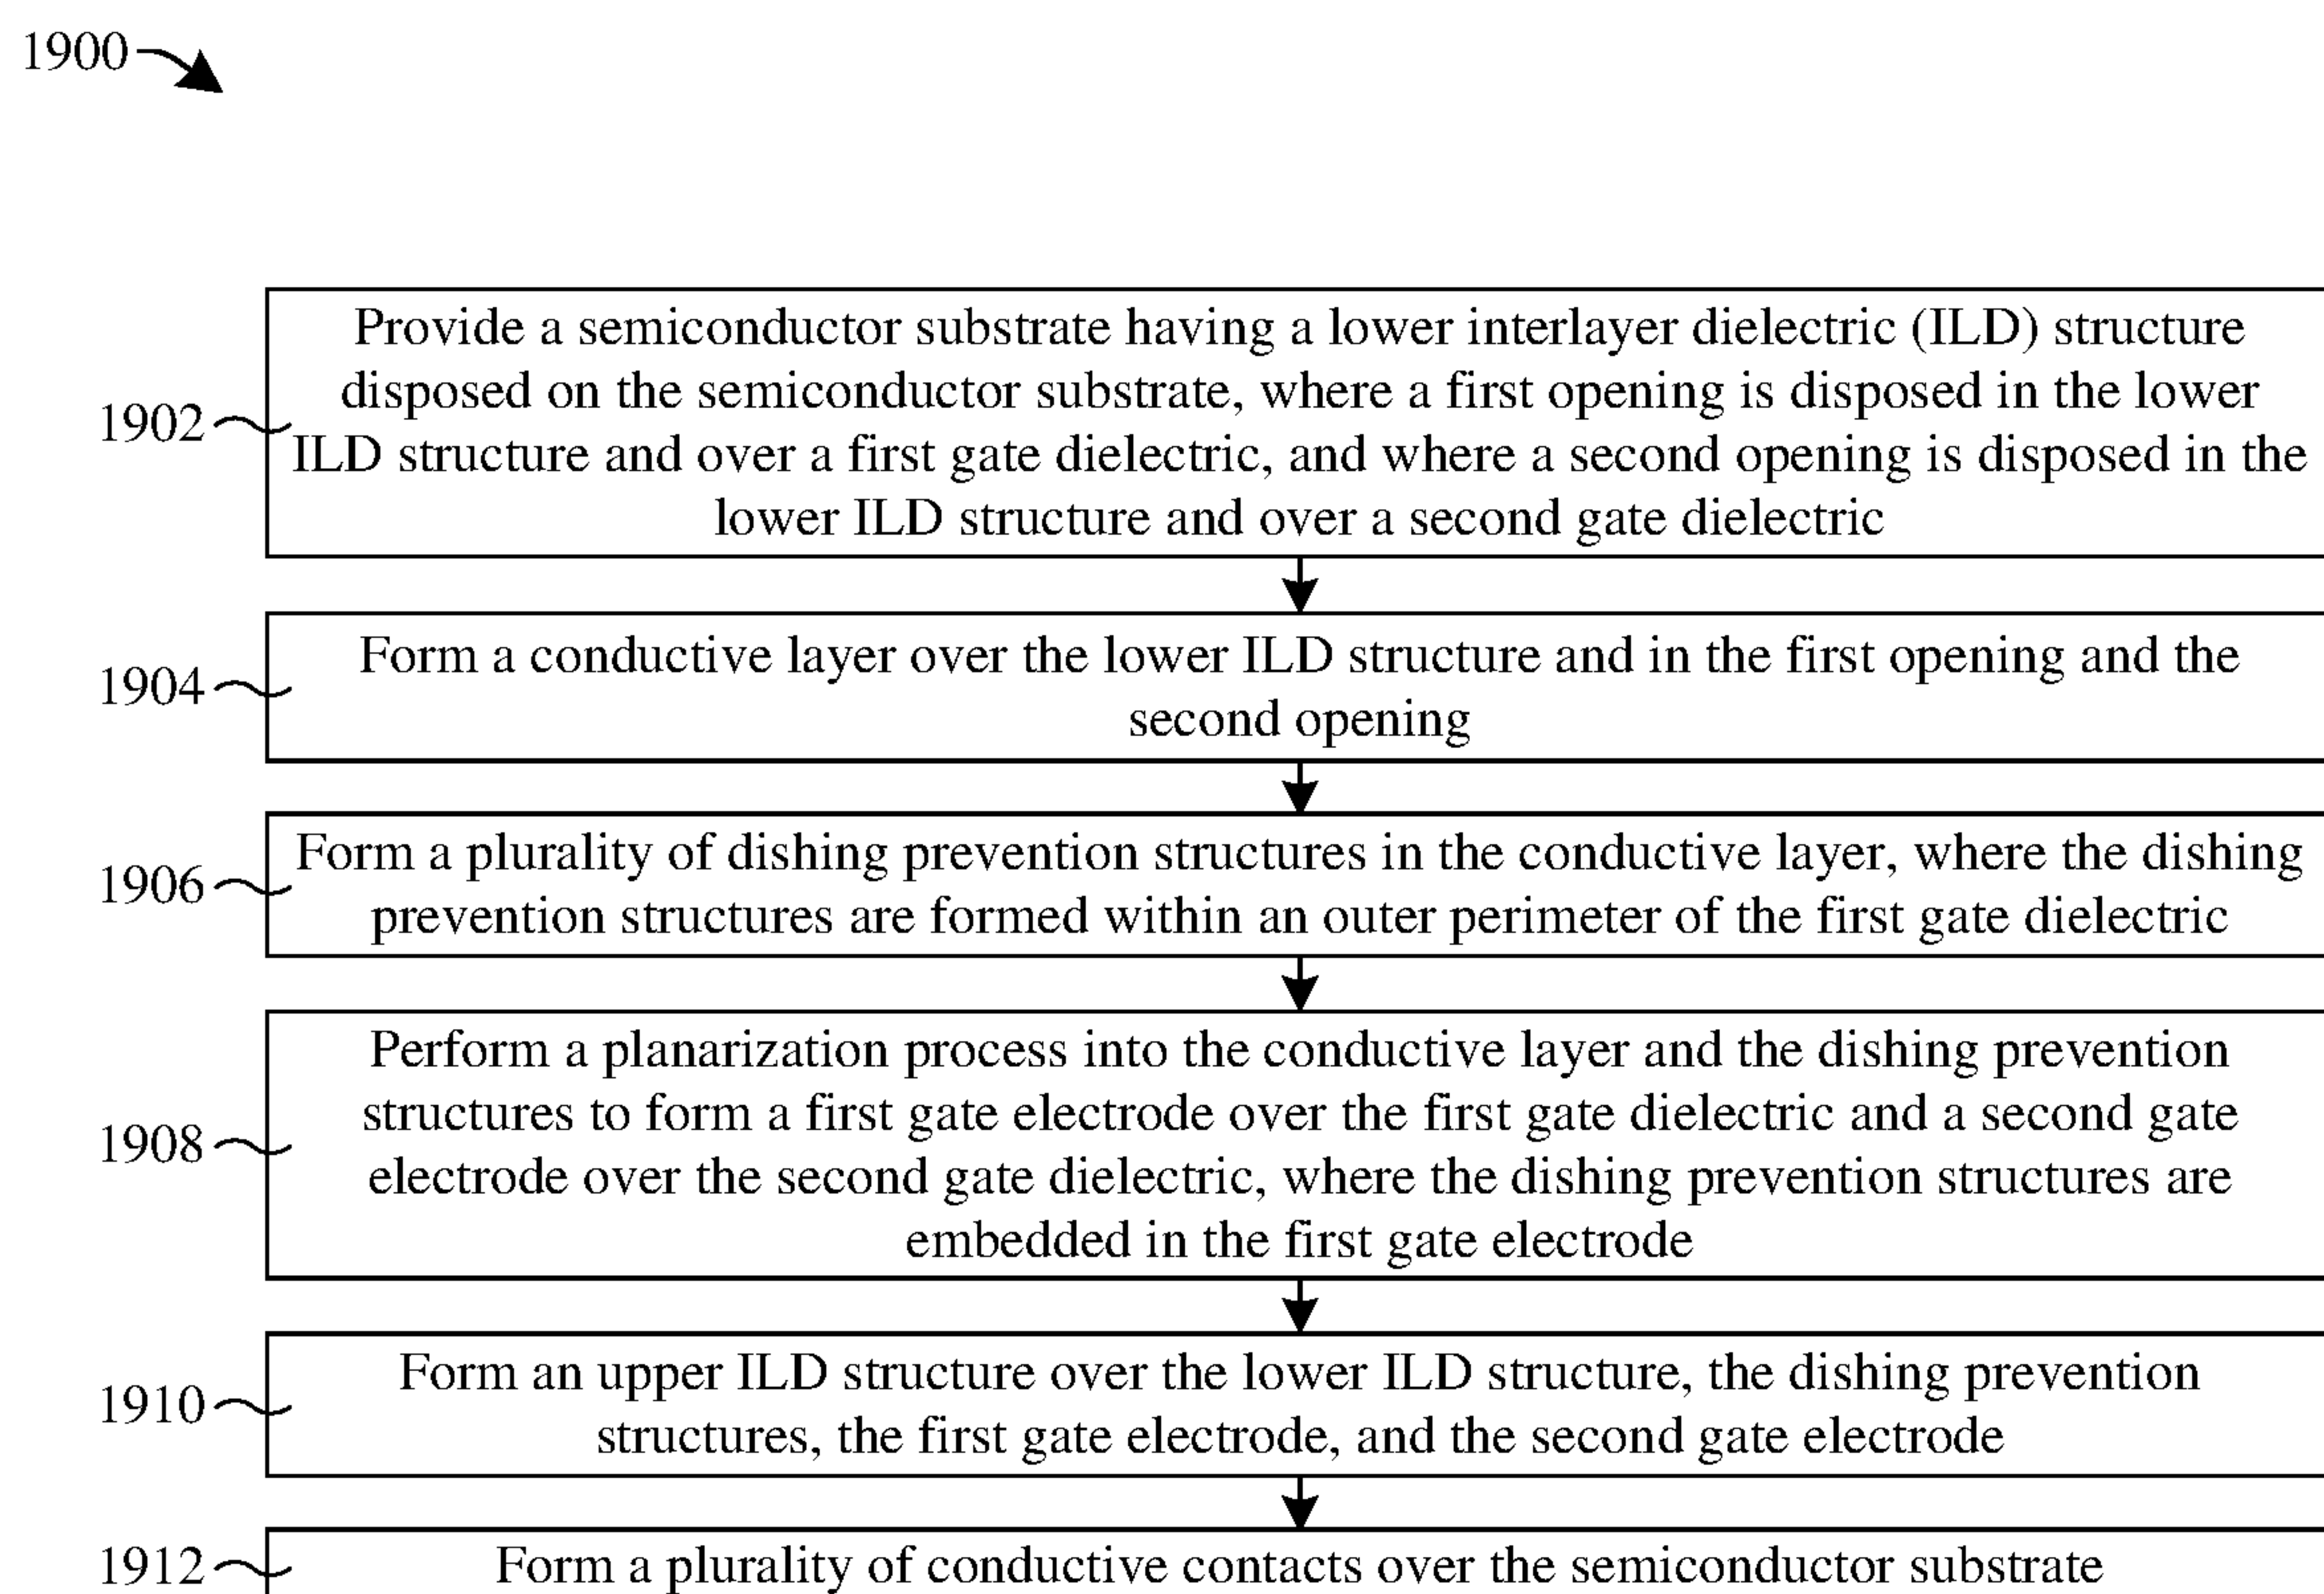 1900
Provide a semiconductor substrate having a lower interlayer dielectric (ILD) structure
disposed on the semiconductor substrate, where a first opening is disposed in the lower
1902
ILD structure and over a first gate dielectric, and where a second opening is disposed in the
lower ILD structure and over a second gate dielectric
Form a conductive layer over the lower ILD structure and in the first opening and the
1904
second opening
Form a plurality of dishing prevention structures in the conductive layer, where the dishing
1906
prevention structures are formed within an outer perimeter of the first gate dielectric
Perform a planarization process into the conductive layer and the dishing prevention
structures to form a first gate electrode over the first gate dielectric and a second gate
1908
electrode over the second gate dielectric, where the dishing prevention structures are
embedded in the first gate electrode
Form an upper ILD structure over the lower ILD structure, the dishing prevention
1910
structures, the first gate electrode, and the second gate electrode
1912
Form a plurality of conductive contacts over the semiconductor substrate